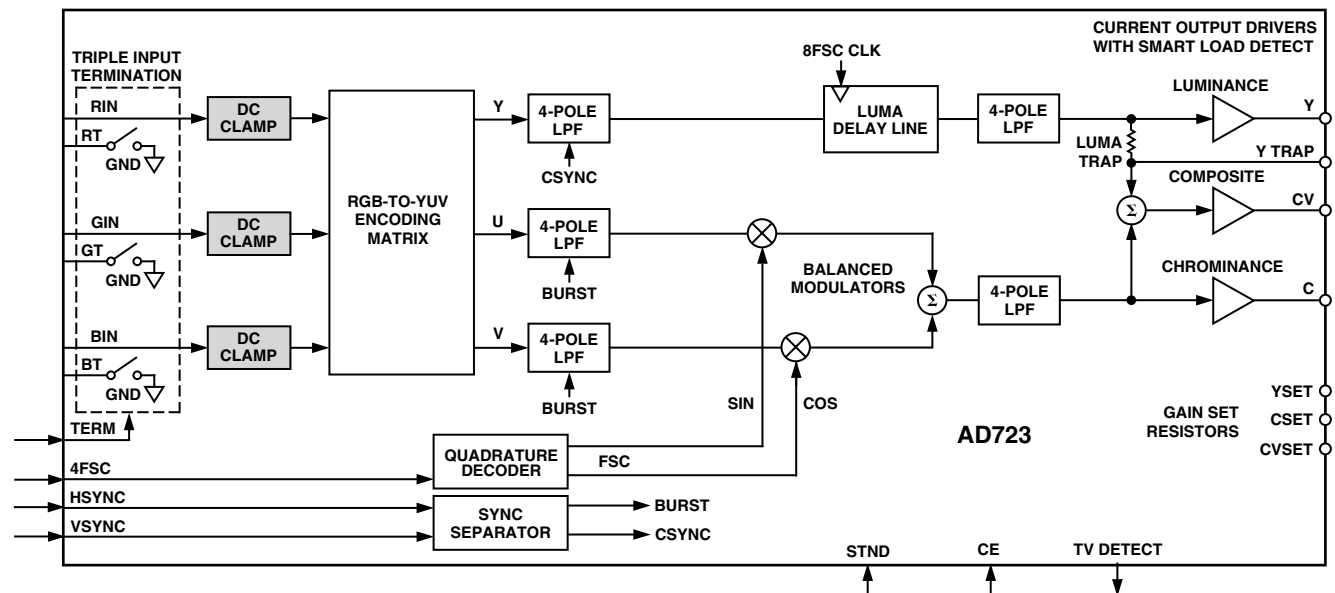 CURRENT OUTPUT DRIVERS
WITH SMART LOAD DETECT
TRIPLE INPUT
TERMINATION
8FSC CLK
LUMINANCE
RIN
DC
CLAMP
Y
4-POLE
LPF
LUMA
DELAY LINE
4-POLE
LPF
Y
RT
GND
LUMA
TRAP
Y TRAP
CSYNC
COMPOSITE
RGB-TO-YUV
ENCODING
MATRIX
GIN
DC
CLAMP
U
4-POLE
LPF
Σ
CV
GT
GND
BALANCED
MODULATORS
CHROMINANCE
BURST
Σ
4-POLE
LPF
C
BIN
DC
CLAMP
V
4-POLE
LPF
BT
GND
BURST
SIN
COS
YSET
GAIN SET
RESISTORS
CSET
CVSET
TERM
AD723
4FSC
QUADRATURE
DECODER
FSC
HSYNC
SYNC
SEPARATOR
BURST
VSYNC
CSYNC
STND
CE
TV DETECT